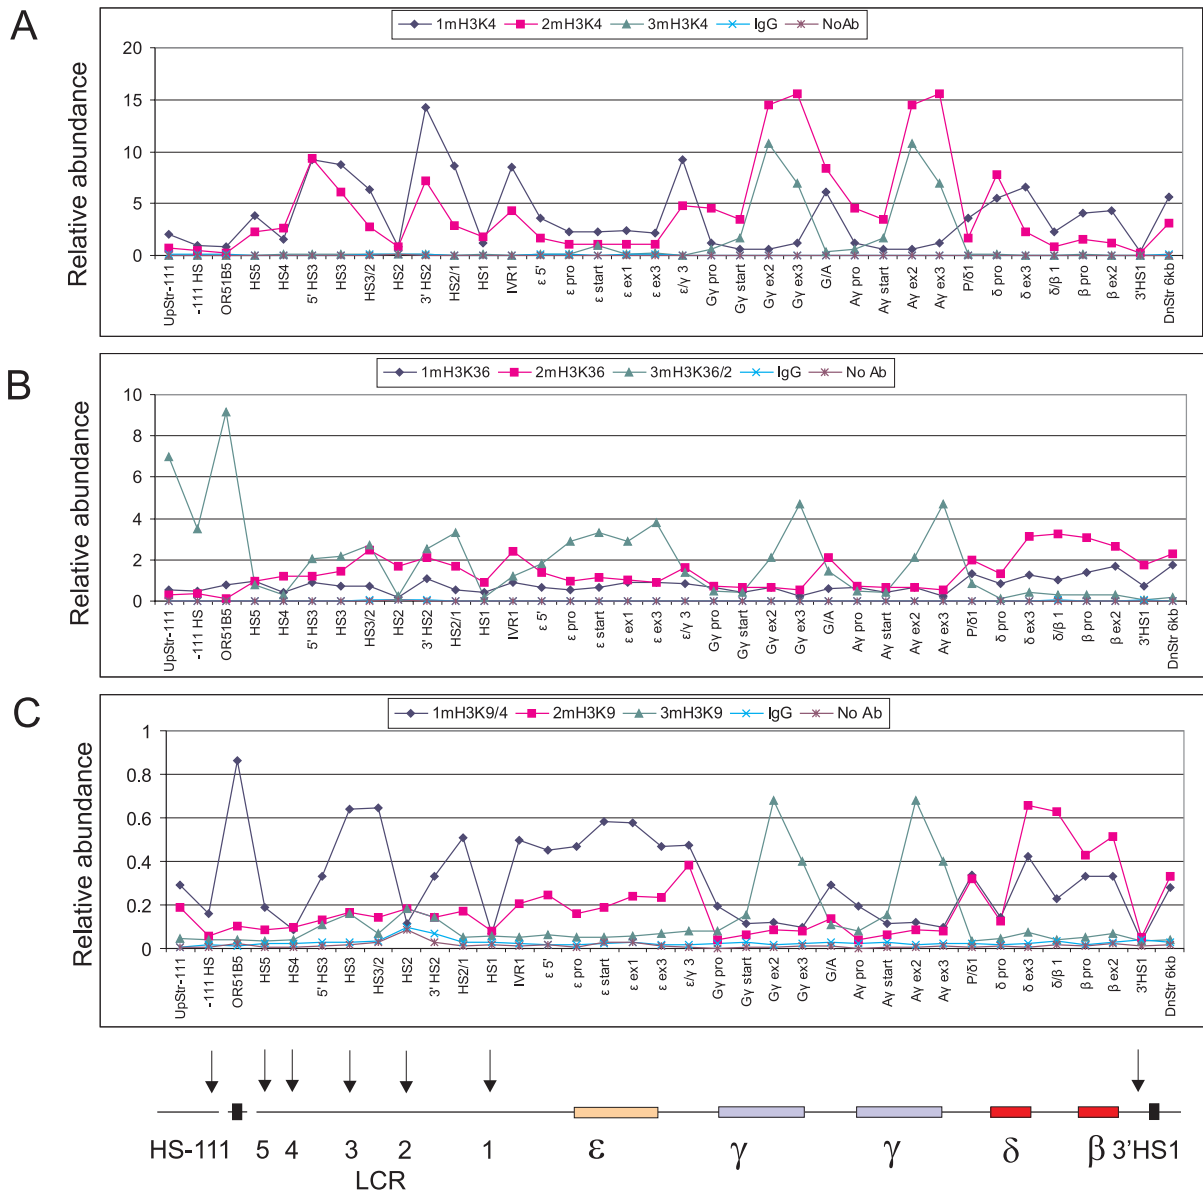 A
1mH3K4 2mH3K4 3mH3K4 IgG NoAb
Relative abundance
20
15
10
5
0
UpStr-111 -111 HS OR51B5 HS5 HS4 5' HS3 HS3 HS3/2 HS2 3' HS2 HS2/1 HS1 IVR1 ε 5' ε pro ε start ε ex1 ε ex3 ε/γ 3 Gγ pro Gγ start Gγ ex2 Gγ ex3 G/A Aγ pro Aγ start Aγ ex2 Aγ ex3 P/δ1 δ pro δ ex3 δ/β 1 β pro β ex2 3'HS1 DnStr 6kb
B
1mH3K36 2mH3K36 3mH3K36/2 IgG No Ab
Relative abundance
10
8
6
4
2
0
UpStr-111 -111 HS OR51B5 HS5 HS4 5' HS3 HS3 HS3/2 HS2 3' HS2 HS2/1 HS1 IVR1 ε 5' ε pro ε start ε ex1 ε ex3 ε/γ 3 Gγ pro Gγ start Gγ ex2 Gγ ex3 G/A Aγ pro Aγ start Aγ ex2 Aγ ex3 P/δ1 δ pro δ ex3 δ/β 1 β pro β ex2 3'HS1 DnStr 6kb
C
1mH3K9/4 2mH3K9 3mH3K9 IgG No Ab
Relative abundance
1
0.8
0.6
0.4
0.2
0
UpStr-111 -111 HS OR51B5 HS5 HS4 5' HS3 HS3 HS3/2 HS2 3' HS2 HS2/1 HS1 IVR1 ε 5' ε pro ε start ε ex1 ε ex3 ε/γ 3 Gγ pro Gγ start Gγ ex2 Gγ ex3 G/A Aγ pro Aγ start Aγ ex2 Aγ ex3 P/δ1 δ pro δ ex3 δ/β 1 β pro β ex2 3'HS1 DnStr 6kb
HS-111 5 4 3 2 1 ε γ γ δ β 3'HS1
LCR